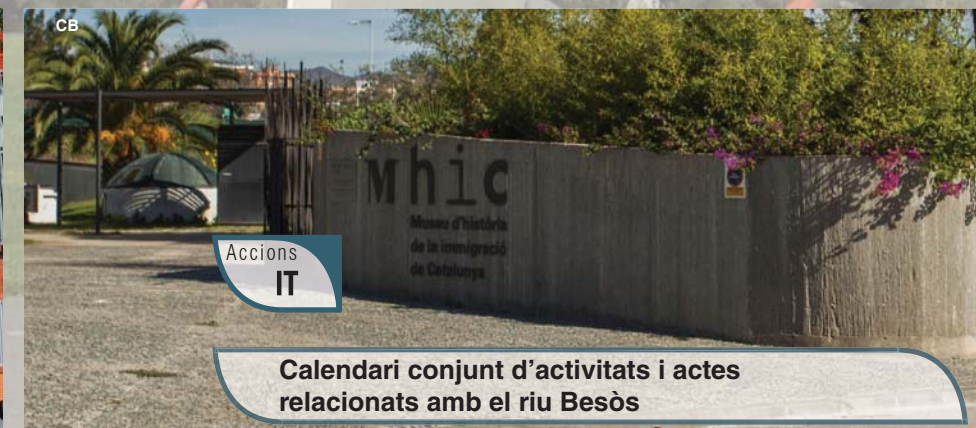 CB
Mhic
Museu d'història
de la immigració
de Catalunya
Accions
IT
Calendari conjunt d'activitats i actes
relacionats amb el riu Besòs